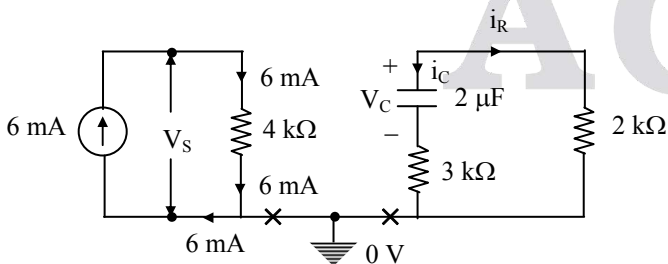 i_R
6 mA
+
i_C
6 mA
V_S
4 kΩ
V_C
2 μF
2 kΩ
–
6 mA
3 kΩ
6 mA
0 V